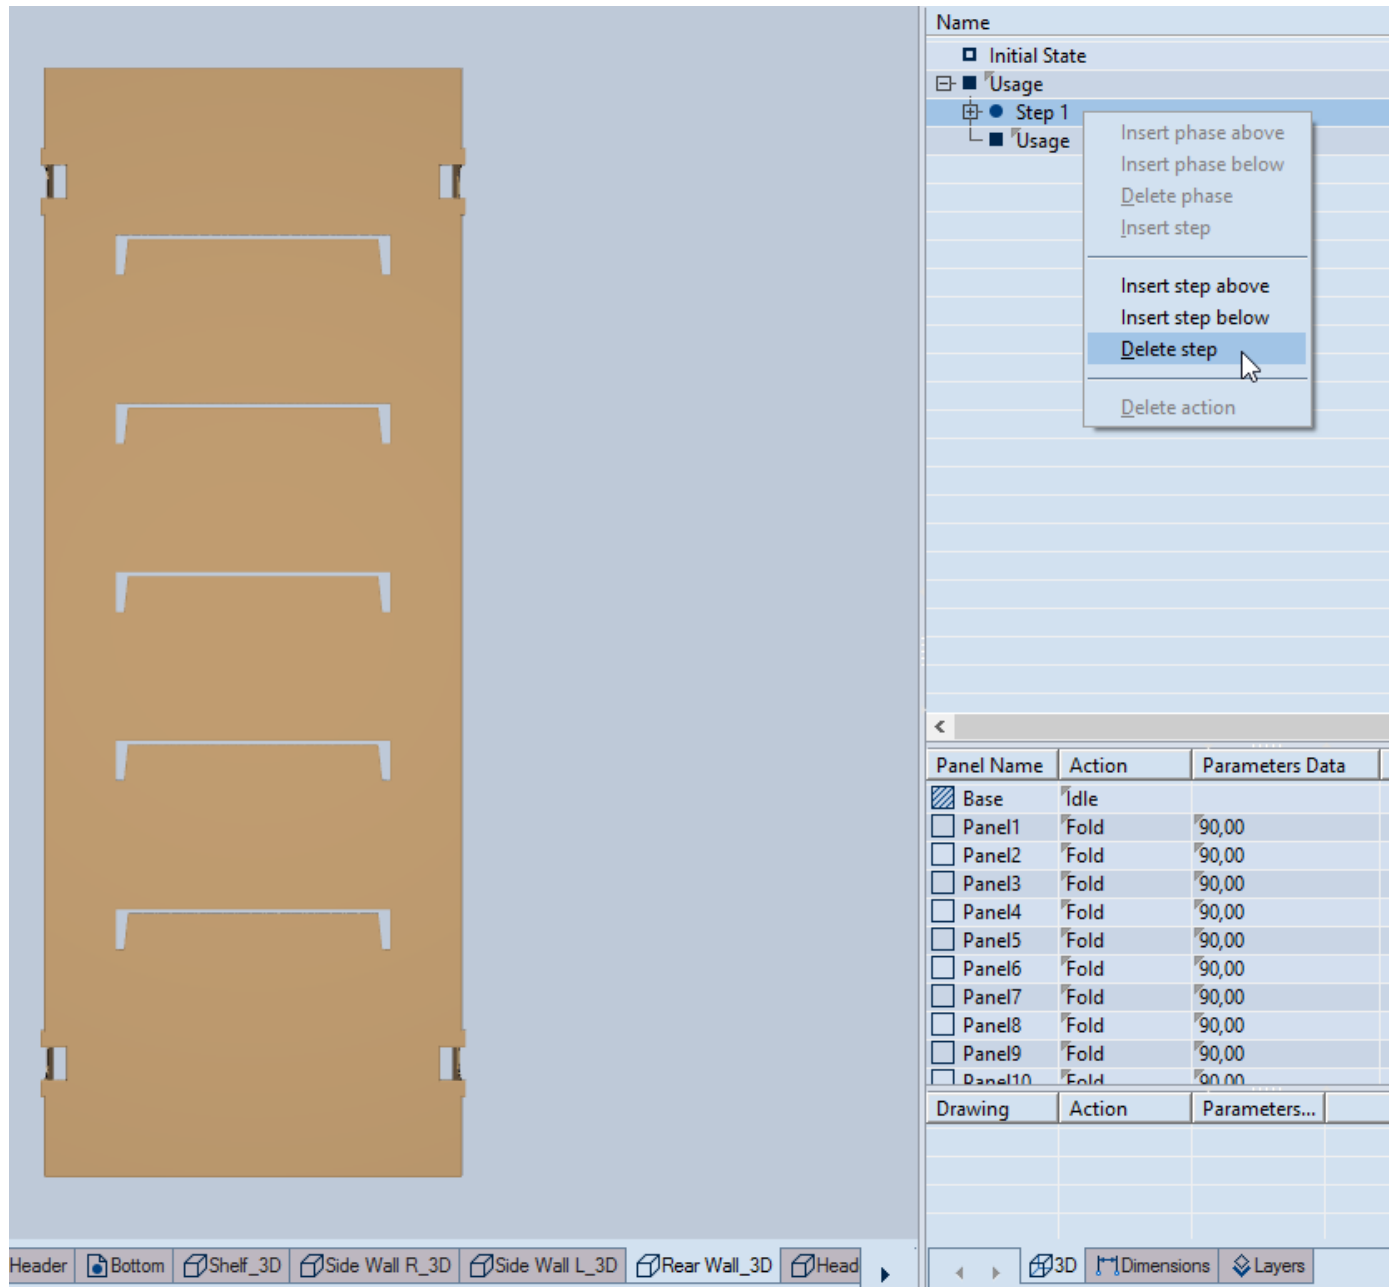 Name
Initial State
Usage
Step 1
Usage
Insert phase above
Insert phase below
Delete phase
Insert step
Insert step above
Insert step below
Delete step
Delete action
Panel Name Action Parameters Data
Base Idle
Panel1 Fold 90,00
Panel2 Fold 90,00
Panel3 Fold 90,00
Panel4 Fold 90,00
Panel5 Fold 90,00
Panel6 Fold 90,00
Panel7 Fold 90,00
Panel8 Fold 90,00
Panel9 Fold 90,00
Panel10 Fold 90,00
Drawing Action Parameters...
Header Bottom Shelf_3D Side Wall R_3D Side Wall L_3D Rear Wall_3D Head
3D Dimensions Layers